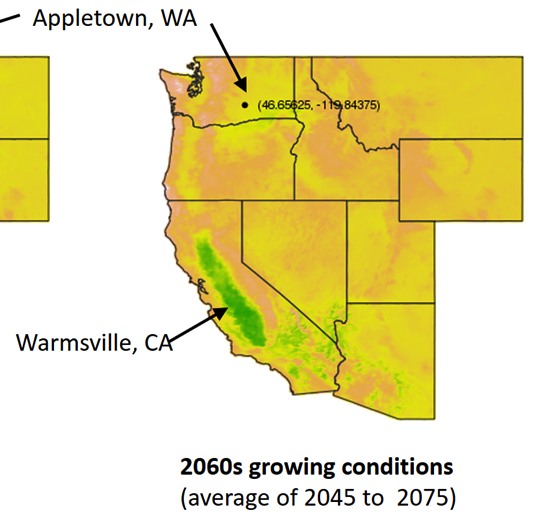 Appletown, WA
(46.65625, -119.84375)
Warmsville, CA
2060s growing conditions
(average of 2045 to 2075)